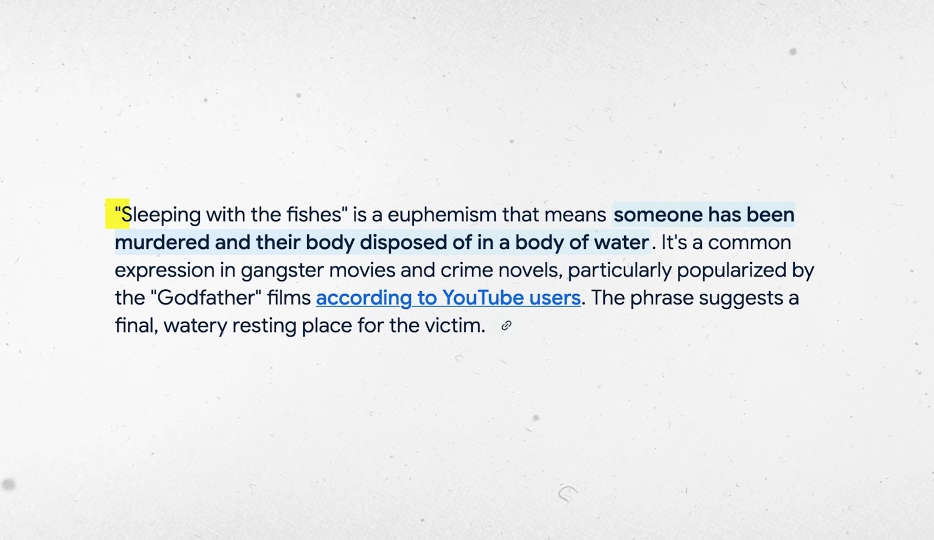 "Sleeping with the fishes" is a euphemism that means someone has been
murdered and their body disposed of in a body of water. It's a common
expression in gangster movies and crime novels, particularly popularized by
the "Godfather" films according to YouTube users. The phrase suggests a
final, watery resting place for the victim.